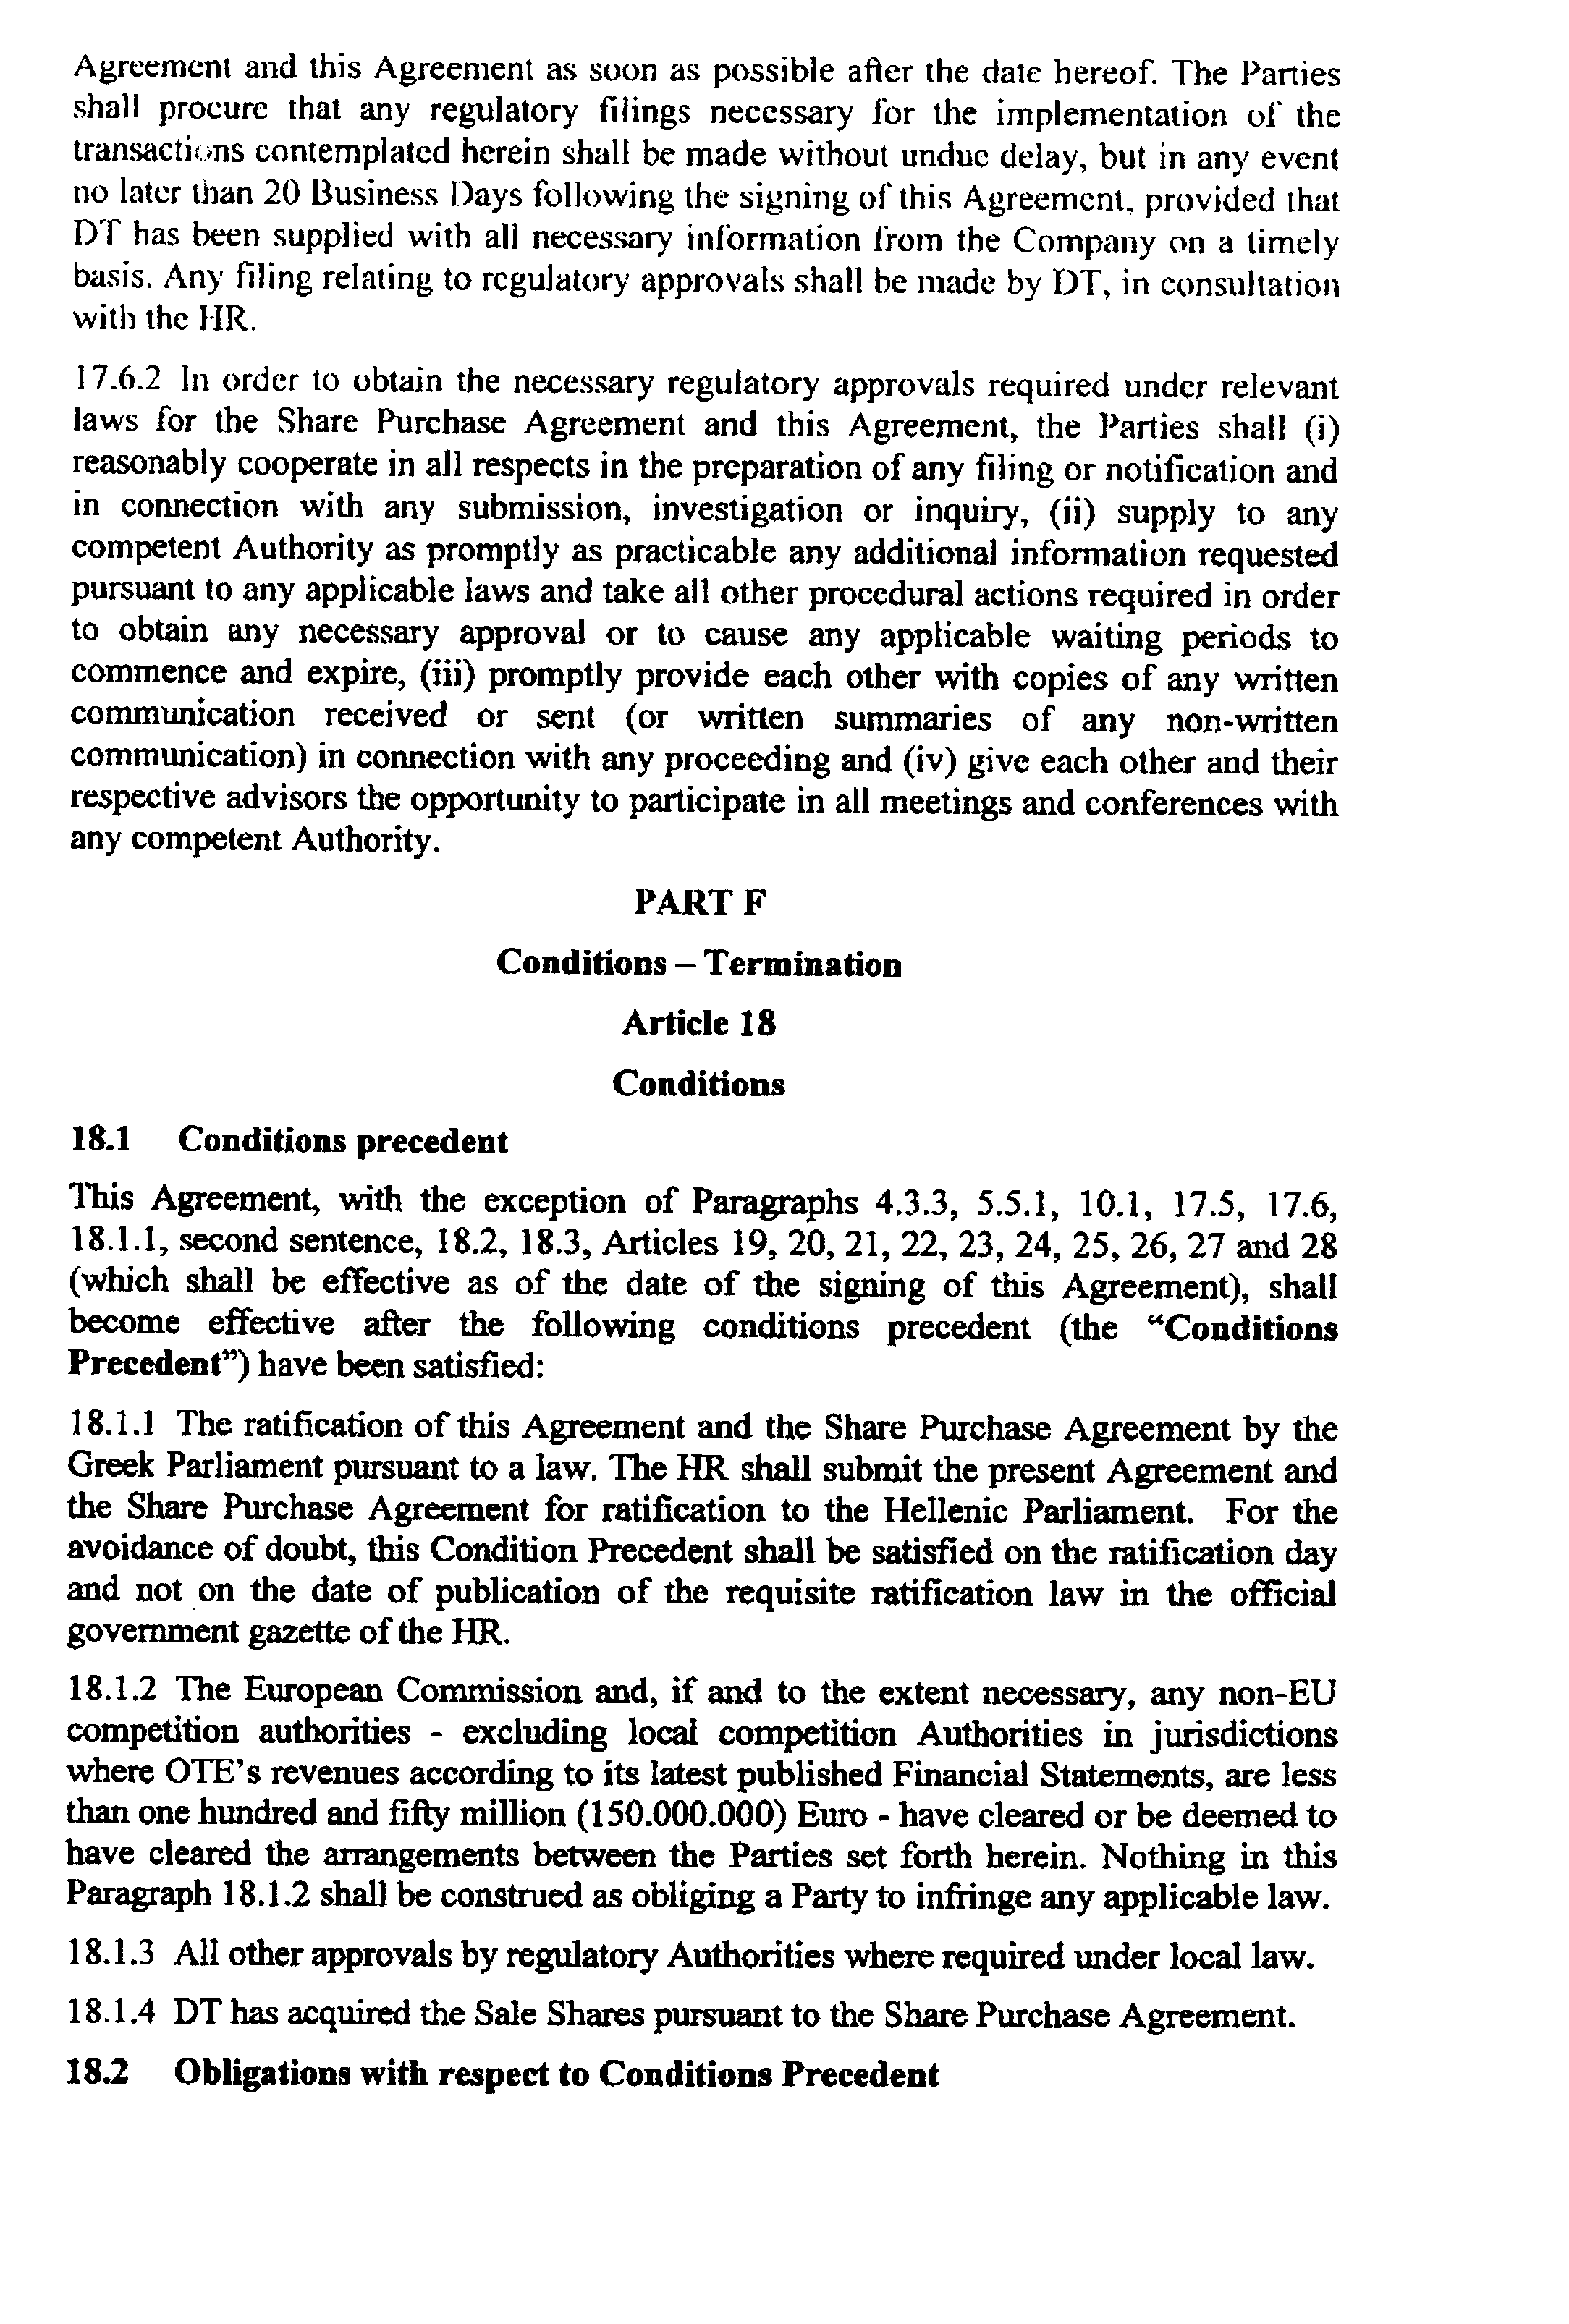 Agreement and this Agreement as soon as possible after the date hereof. The Parties
shall procure that any regulatory filings necessary for the implementation of the
transactions contemplated herein shall be made without undue delay, but in any event
no later than 20 Business Days following the signing of this Agreement, provided that
DT has been supplied with all necessary information from the Company on a timely
basis. Any filing relating to regulatory approvals shall be made by DT, in consultation
with the HR.
17.6.2 In order to obtain the necessary regulatory approvals required under relevant
laws for the Share Purchase Agreement and this Agreement, the Parties shall (i)
reasonably cooperate in all respects in the preparation of any filing or notification and
in connection with any submission, investigation or inquiry, (ii) supply to any
competent Authority as promptly as practicable any additional information requested
pursuant to any applicable laws and take all other procedural actions required in order
to obtain any necessary approval or to cause any applicable waiting periods to
commence and expire, (iii) promptly provide each other with copies of any written
communication received or sent (or written summaries of any non-written
communication) in connection with any proceeding and (iv) give each other and their
respective advisors the opportunity to participate in all meetings and conferences with
any competent Authority.
PART F
Conditions – Termination
Article 18
Conditions
18.1 Conditions precedent
This Agreement, with the exception of Paragraphs 4.3.3, 5.5.1, 10.1, 17.5, 17.6,
18.1.1, second sentence, 18.2, 18.3, Articles 19, 20, 21, 22, 23, 24, 25, 26, 27 and 28
(which shall be effective as of the date of the signing of this Agreement), shall
become effective after the following conditions precedent (the “Conditions
Precedent”) have been satisfied:
18.1.1 The ratification of this Agreement and the Share Purchase Agreement by the
Greek Parliament pursuant to a law. The HR shall submit the present Agreement and
the Share Purchase Agreement for ratification to the Hellenic Parliament. For the
avoidance of doubt, this Condition Precedent shall be satisfied on the ratification day
and not on the date of publication of the requisite ratification law in the official
government gazette of the HR.
18.1.2 The European Commission and, if and to the extent necessary, any non-EU
competition authorities - excluding local competition Authorities in jurisdictions
where OTE's revenues according to its latest published Financial Statements, are less
than one hundred and fifty million (150.000.000) Euro - have cleared or be deemed to
have cleared the arrangements between the Parties set forth herein. Nothing in this
Paragraph 18.1.2 shall be construed as obliging a Party to infringe any applicable law.
18.1.3 All other approvals by regulatory Authorities where required under local law.
18.1.4 DT has acquired the Sale Shares pursuant to the Share Purchase Agreement.
18.2 Obligations with respect to Conditions Precedent